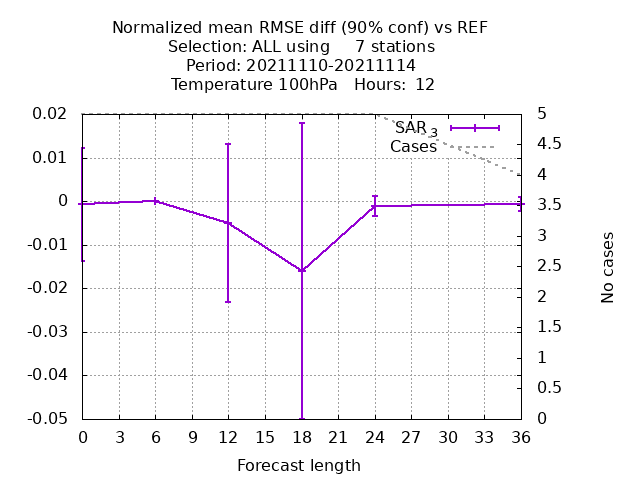 Normalized mean RMSE diff (90% conf) vs REF
Selection: ALL using     7 stations
Period: 20211110-20211114
Temperature 100hPa   Hours:  12
0.02
0.01
0
-0.01
-0.02
-0.03
-0.04
-0.05
SAR3
Cases
5
4.5
4
3.5
3
2.5
2
1.5
1
0.5
0
No cases
0 3 6 9 12 15 18 21 24 27 30 33 36
Forecast length